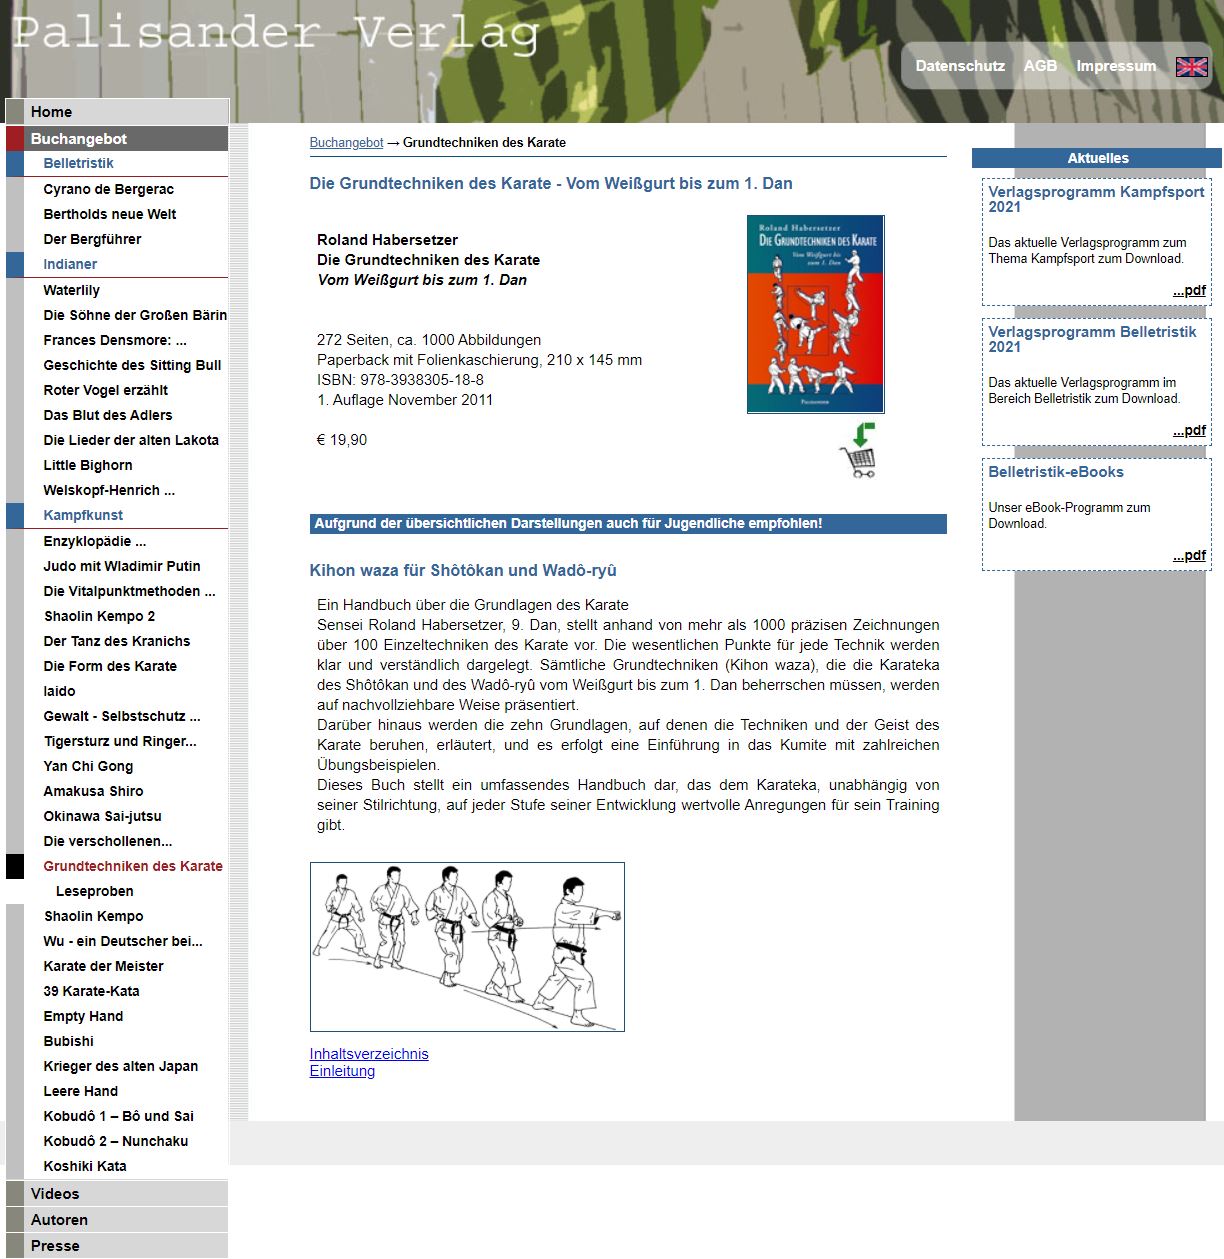 Palisander Verlag
Datenschutz AGB Impressum
Home
Buchangebot
Belletristik
Cyrano de Bergerac
Bertholds neue Welt
Der Bergführer
Indianer
Waterlily
Die Söhne der Großen Bärin
Frances Densmore: ...
Geschichte des Sitting Bull
Roter Vogel erzählt
Das Blut des Adlers
Die Lieder der alten Lakota
Little Bighorn
Welskopf-Henrich ...
Kampfkunst
Enzyklopädie ...
Judo mit Wladimir Putin
Die Vitalpunktmethoden ...
Shaolin Kempo 2
Der Tanz des Kranichs
Die Form des Karate
Iaido
Gewalt - Selbstschutz ...
Tigersturz und Ringer...
Yan Chi Gong
Amakusa Shiro
Okinawa Sai-jutsu
Die verschollenen...
Grundtechniken des Karate
Leseproben
Shaolin Kempo
Wu - ein Deutscher bei...
Karate der Meister
39 Karate-Kata
Empty Hand
Bubishi
Krieger des alten Japan
Leere Hand
Kobudô 1 – Bô und Sai
Kobudô 2 – Nunchaku
Koshiki Kata
Videos
Autoren
Presse
Buchangebot → Grundtechniken des Karate
Die Grundtechniken des Karate - Vom Weißgurt bis zum 1. Dan
Roland Habersetzer
Die Grundtechniken des Karate
Vom Weißgurt bis zum 1. Dan
272 Seiten, ca. 1000 Abbildungen
Paperback mit Folienkaschierung, 210 x 145 mm
ISBN: 978-3938305-18-8
1. Auflage November 2011
€ 19,90
Roland Habersetzer
Die Grundtechniken des Karate
Vom Weißgurt bis
zum 1. Dan
Palisander
Aufgrund der übersichtlichen Darstellungen auch für Jugendliche empfohlen!
Kihon waza für Shôtôkan und Wadô-ryû
Ein Handbuch über die Grundlagen des Karate
Sensei Roland Habersetzer, 9. Dan, stellt anhand von mehr als 1000 präzisen Zeichnungen
über 100 Einzeltechniken des Karate vor. Die wesentlichen Punkte für jede Technik werden
klar und verständlich dargelegt. Sämtliche Grundtechniken (Kihon waza), die die Karateka
des Shôtôkan und des Wadô-ryû vom Weißgurt bis zum 1. Dan beherrschen müssen, werden
auf nachvollziehbare Weise präsentiert.
Darüber hinaus werden die zehn Grundlagen, auf denen die Techniken und der Geist des
Karate beruhen, erläutert, und es erfolgt eine Einführung in das Kumite mit zahlreichen
Übungsbeispielen.
Dieses Buch stellt ein umfassendes Handbuch dar, das dem Karateka, unabhängig von
seiner Stilrichtung, auf jeder Stufe seiner Entwicklung wertvolle Anregungen für sein Training
gibt.
Inhaltsverzeichnis
Einleitung
Aktuelles
Verlagsprogramm Kampfsport
2021
Das aktuelle Verlagsprogramm zum
Thema Kampfsport zum Download.
...pdf
Verlagsprogramm Belletristik
2021
Das aktuelle Verlagsprogramm im
Bereich Belletristik zum Download.
...pdf
Belletristik-eBooks
Unser eBook-Programm zum
Download.
...pdf